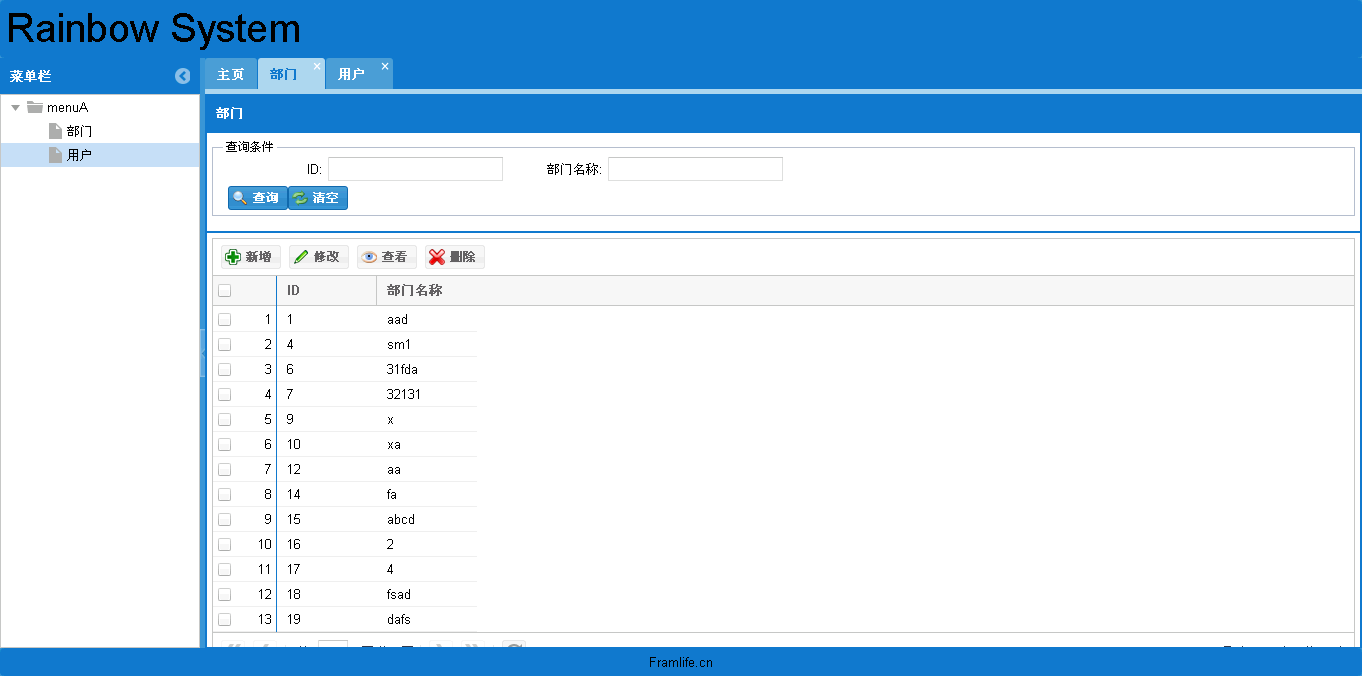 Rainbow System
菜单栏
主页 部门 用户
menuA
部门
用户
部门
查询条件
ID: 部门名称:
查询 清空
新增 修改 查看 删除
ID 部门名称
1 1 aad
2 4 sm1
3 6 31fda
4 7 32131
5 9 x
6 10 xa
7 12 aa
8 14 fa
9 15 abcd
10 16 2
11 17 4
12 18 fsad
13 19 dafs
Framlife.cn